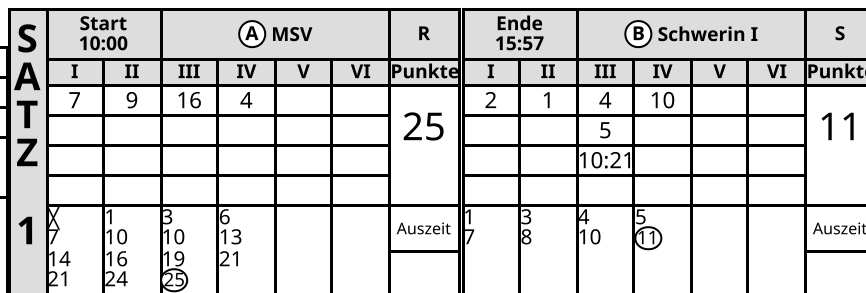 S A T Z 1
Start 10:00 A MSV R Ende 15:57 B Schwerin I S
I II III IV V VI Punkte I II III IV V VI Punkte
7 9 16 4 25 2 1 4 10 11
5
10:21
X 1 3 6 Auszeit 1 3 4 5 Auszeit
7 10 10 13 7 8 10 11
14 16 19 21
21 24 25